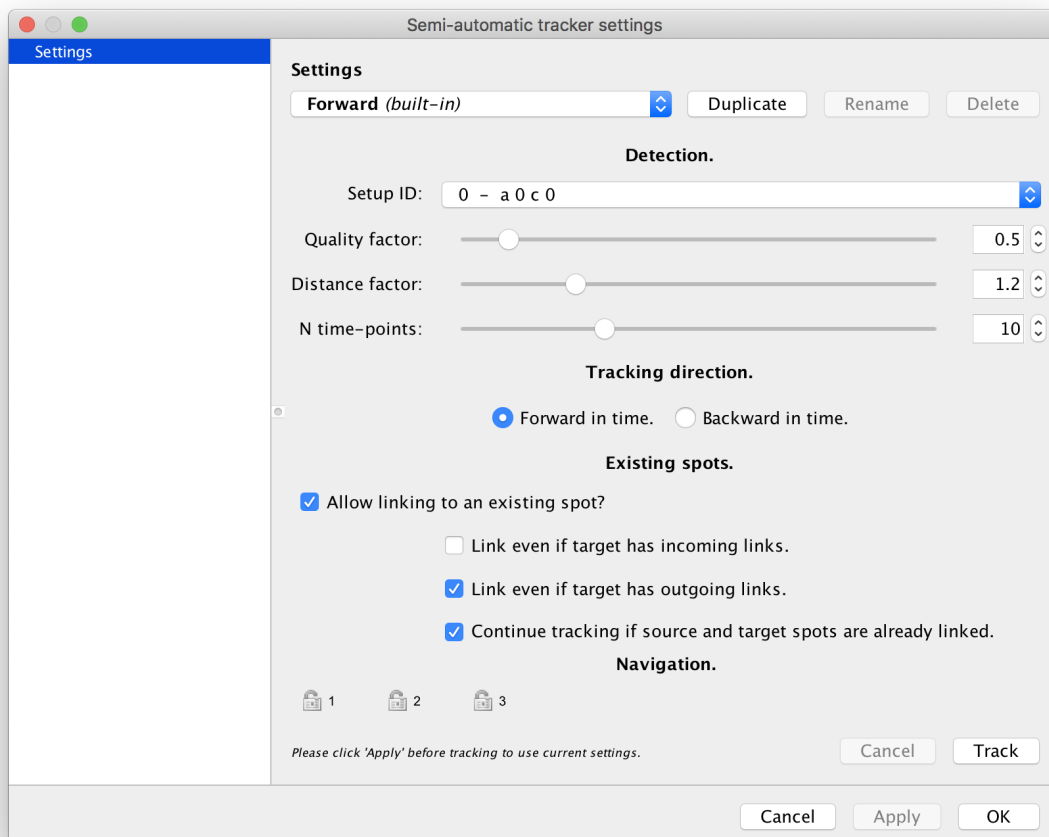 Semi-automatic tracker settings
Settings
Settings
Forward (built-in) Duplicate Rename Delete
Detection.
Setup ID: 0 - a 0 c 0
Quality factor: 0.5
Distance factor: 1.2
N time-points: 10
Tracking direction.
Forward in time. Backward in time.
Existing spots.
Allow linking to an existing spot?
Link even if target has incoming links.
Link even if target has outgoing links.
Continue tracking if source and target spots are already linked.
Navigation.
1 2 3
Please click 'Apply' before tracking to use current settings. Cancel Track
Cancel Apply OK